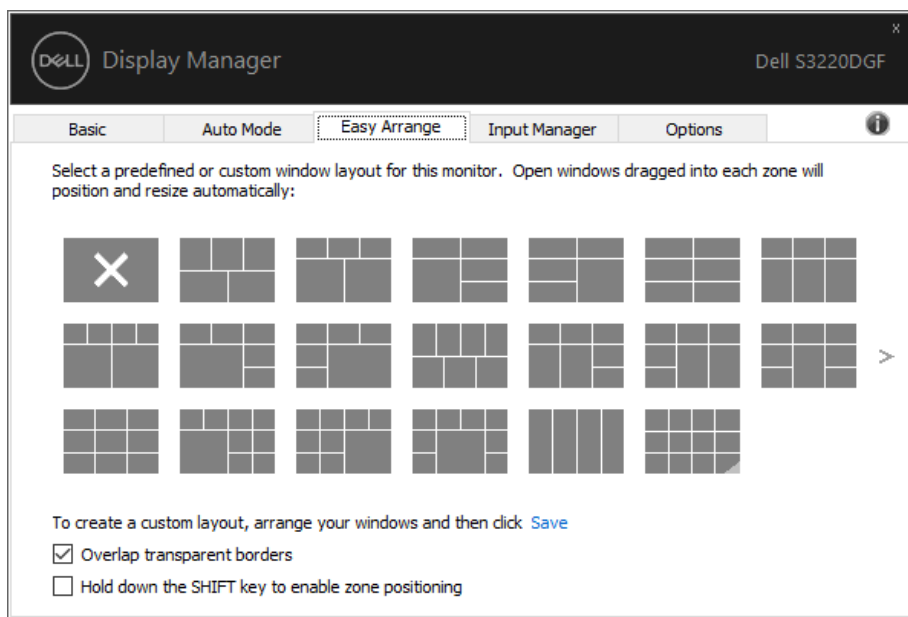 DELL
Display Manager
x
Dell S3220DGF
Basic
Auto Mode
Easy Arrange
Input Manager
Options
i
Select a predefined or custom window layout for this monitor.  Open windows dragged into each zone will
position and resize automatically:
>
To create a custom layout, arrange your windows and then click Save
Overlap transparent borders
Hold down the SHIFT key to enable zone positioning